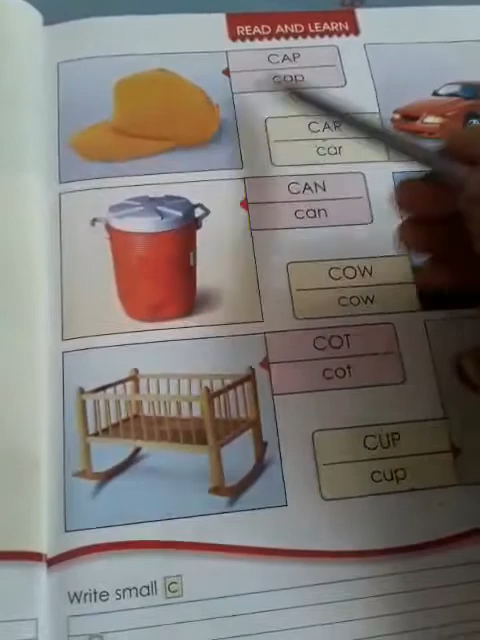 READ AND LEARN
CAP
cap
CAR
car
CAN
can
COW
cow
COT
cot
CUP
cup
Write small c